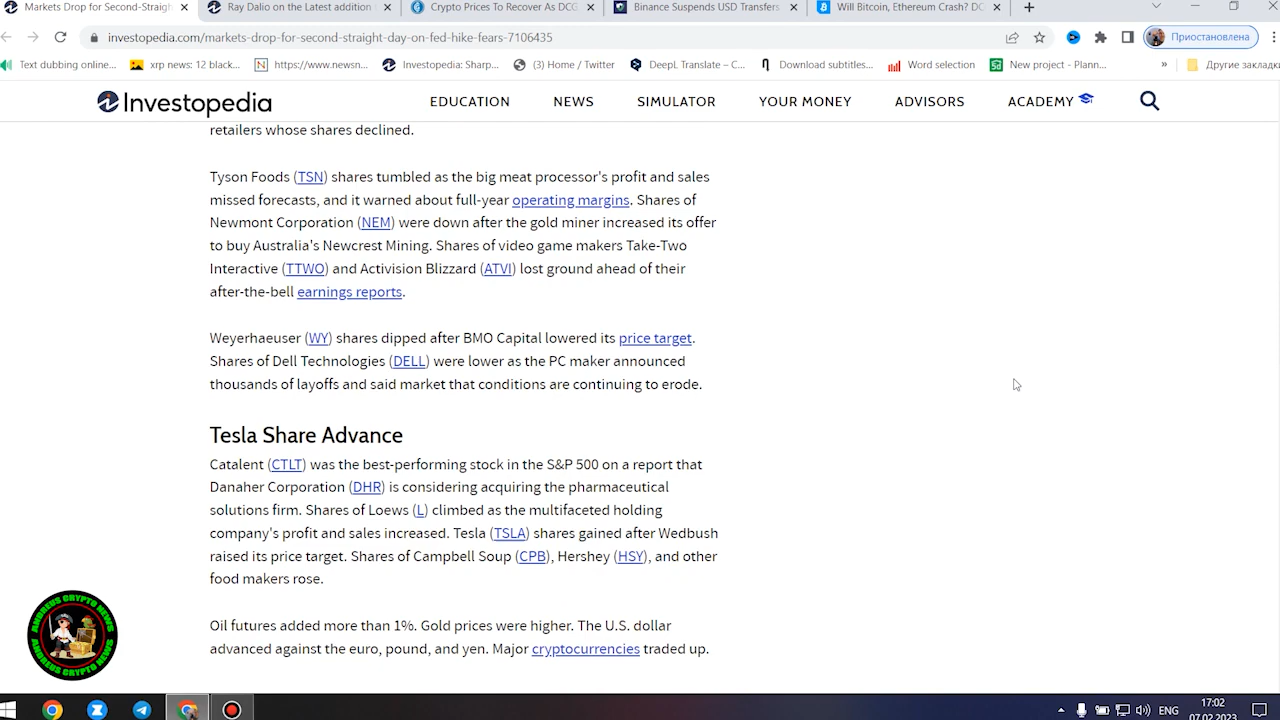 Markets Drop for Second-Straigh
Ray Dalio on the Latest addition
Crypto Prices To Recover As DCG
Binance Suspends USD Transfers
Will Bitcoin, Ethereum Crash? DC
investopedia.com/markets-drop-for-second-straight-day-on-fed-hike-fears-7106435
Приостановлена
Text dubbing online...
xrp news: 12 black...
https://www.newsn...
Investopedia: Sharp...
(3) Home / Twitter
DeepL Translate – C...
Download subtitles...
Word selection
New project - Plann...
»
Другие закладки
Investopedia
EDUCATION
NEWS
SIMULATOR
YOUR MONEY
ADVISORS
ACADEMY
retailers whose shares declined.
Tyson Foods (TSN) shares tumbled as the big meat processor's profit and sales
missed forecasts, and it warned about full-year operating margins. Shares of
Newmont Corporation (NEM) were down after the gold miner increased its offer
to buy Australia's Newcrest Mining. Shares of video game makers Take-Two
Interactive (TTWO) and Activision Blizzard (ATVI) lost ground ahead of their
after-the-bell earnings reports.
Weyerhaeuser (WY) shares dipped after BMO Capital lowered its price target.
Shares of Dell Technologies (DELL) were lower as the PC maker announced
thousands of layoffs and said market that conditions are continuing to erode.
Tesla Share Advance
Catalent (CTLT) was the best-performing stock in the S&P 500 on a report that
Danaher Corporation (DHR) is considering acquiring the pharmaceutical
solutions firm. Shares of Loews (L) climbed as the multifaceted holding
company's profit and sales increased. Tesla (TSLA) shares gained after Wedbush
raised its price target. Shares of Campbell Soup (CPB), Hershey (HSY), and other
food makers rose.
Oil futures added more than 1%. Gold prices were higher. The U.S. dollar
advanced against the euro, pound, and yen. Major cryptocurrencies traded up.
ANDREUS CRYPTO NEWS
ANDREUS CRYPTO NEWS
ENG
17:02
07.02.2023